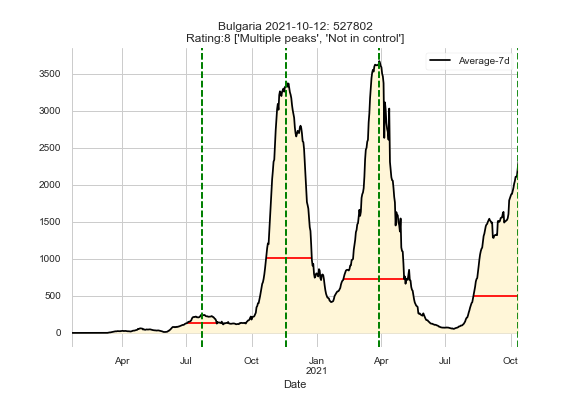 Bulgaria 2021-10-12: 527802
Rating:8 ['Multiple peaks', 'Not in control']
Average-7d
3500
3000
2500
2000
1500
1000
500
0
Apr Jul Oct Jan Apr Jul Oct
2021
Date